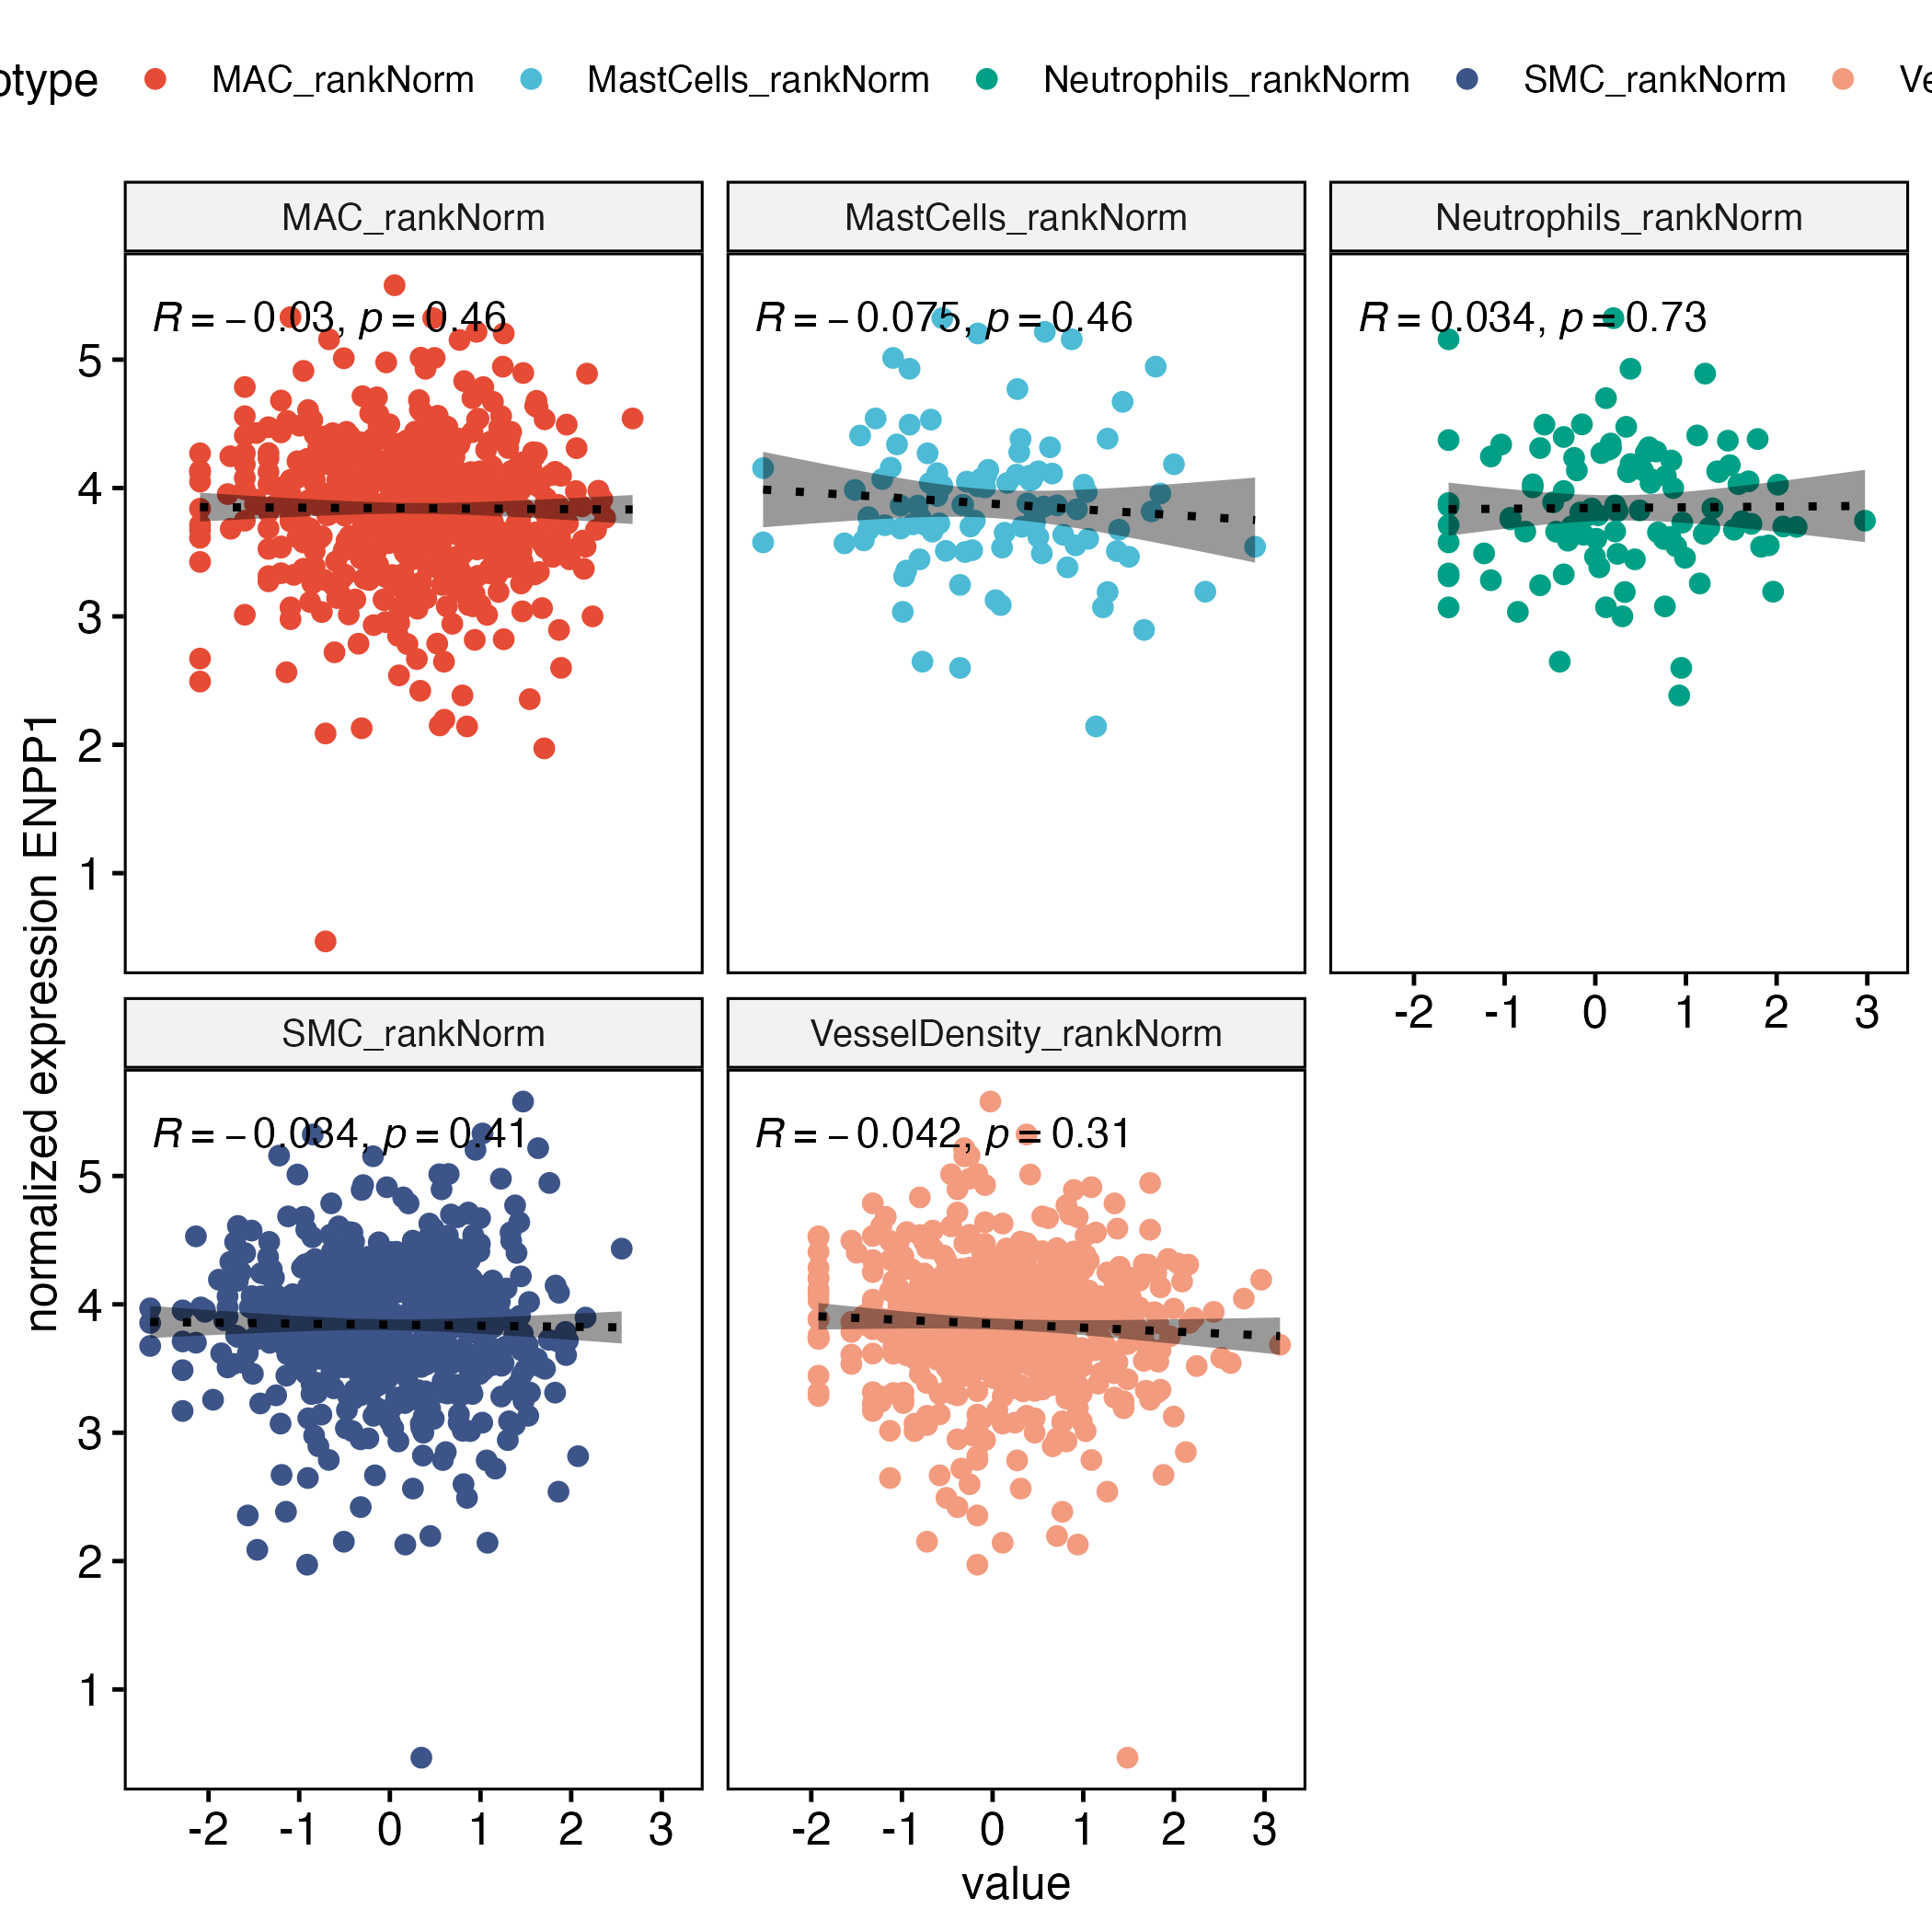 otype MAC_rankNorm MastCells_rankNorm Neutrophils_rankNorm SMC_rankNorm Ve
MAC_rankNorm MastCells_rankNorm Neutrophils_rankNorm
R = − 0.03, p = 0.46 R = − 0.075, p = 0.46 R = 0.034, p = 0.73
5
4
3
2
1
-2 -1 0 1 2 3
SMC_rankNorm VesselDensity_rankNorm
R = − 0.034, p = 0.41 R = − 0.042, p = 0.31
5
4
3
2
1
-2 -1 0 1 2 3 -2 -1 0 1 2 3
value
normalized expression ENPP1